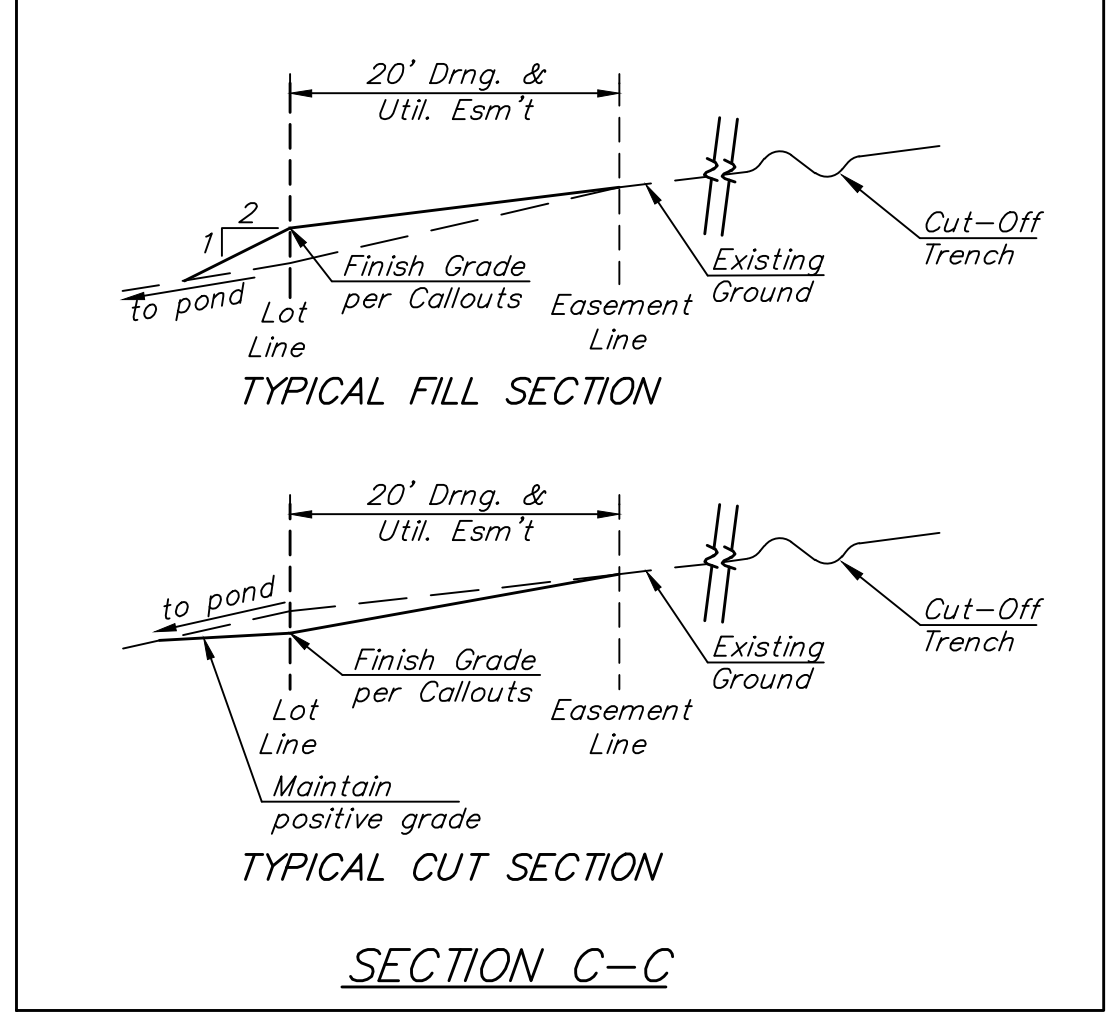 20' Drng. &
Util. Esm't
2
1
to pond
Lot
Line
Finish Grade
per Callouts
Easement
Line
Existing
Ground
Cut-Off
Trench
TYPICAL FILL SECTION
20' Drng. &
Util. Esm't
to pond
Lot
Line
Finish Grade
per Callouts
Easement
Line
Existing
Ground
Cut-Off
Trench
Maintain
positive grade
TYPICAL CUT SECTION
SECTION C-C